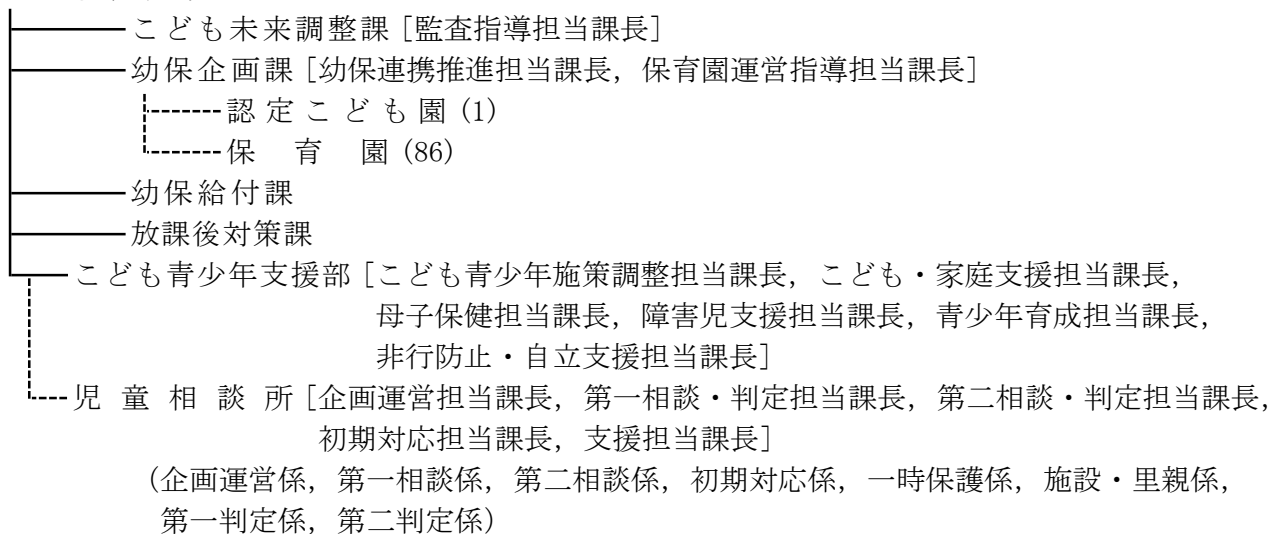 こども未来調整課［監査指導担当課長］
幼保企画課［幼保連携推進担当課長，保育園運営指導担当課長］
認定こども園（1）
保育園（86）
幼保給付課
放課後対策課
こども青少年支援部［こども青少年施策調整担当課長，こども・家庭支援担当課長，
母子保健担当課長，障害児支援担当課長，青少年育成担当課長，
非行防止・自立支援担当課長］
児童相談所［企画運営担当課長，第一相談・判定担当課長，第二相談・判定担当課長，
初期対応担当課長，支援担当課長］
（企画運営係，第一相談係，第二相談係，初期対応係，一時保護係，施設・里親係，
第一判定係，第二判定係）